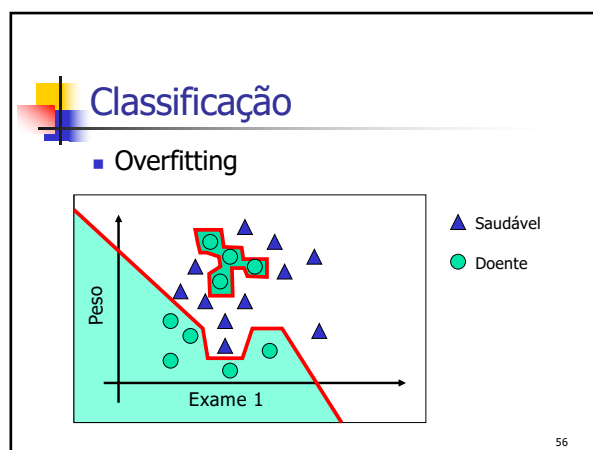 Classificação
Overfitting
Saudável
Doente
Peso
Exame 1
56